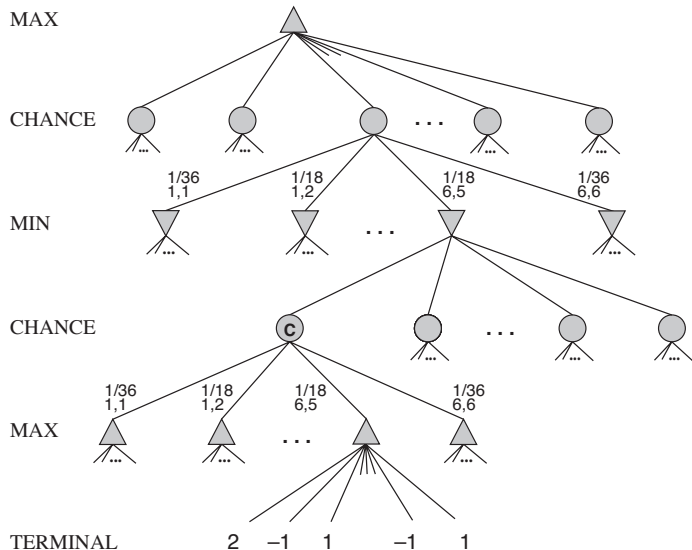 MAX
CHANCE
... ... ... ... ...
. . .
1/36 1/18 1/18 1/36
1,1 1,2 6,5 6,6
MIN
... ... . . . ...
CHANCE
C
... . . . ... ...
1/36 1/18 1/18 1/36
1,1 1,2 6,5 6,6
MAX
... ... . . . ...
TERMINAL 2 –1 1 –1 1